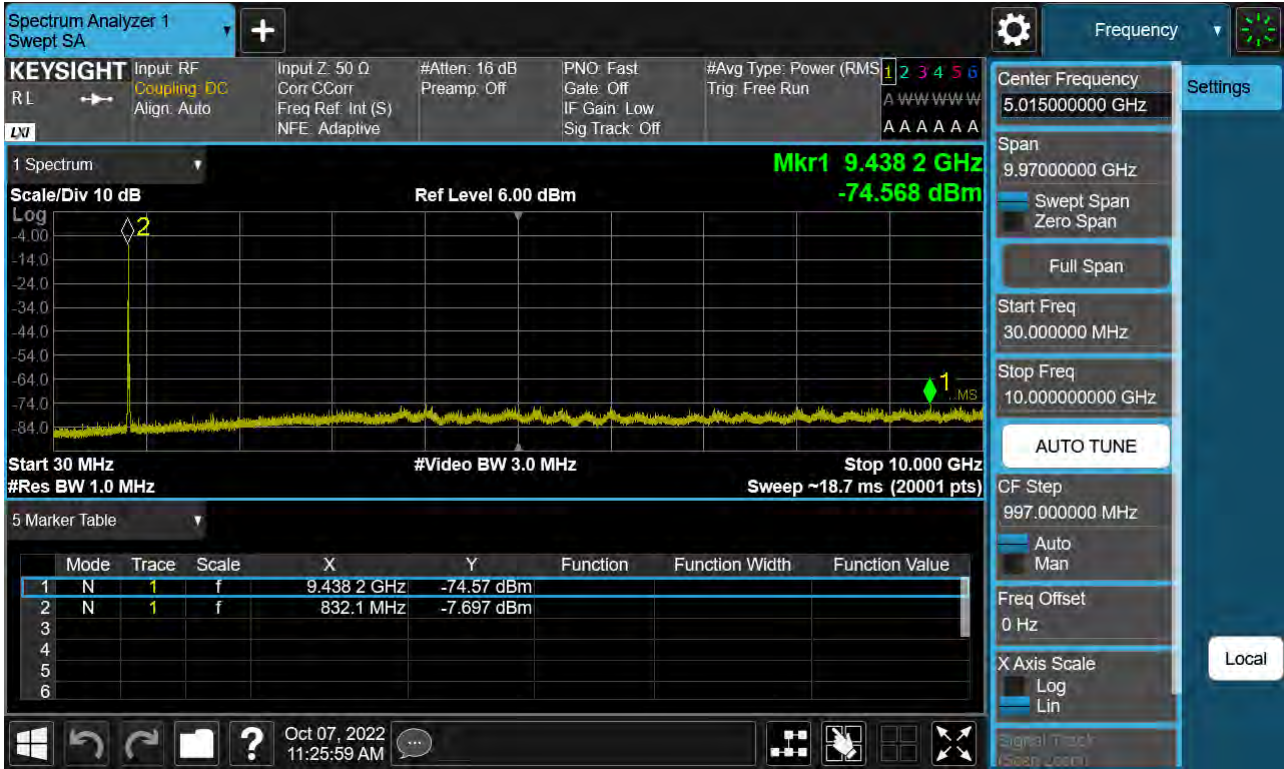 Spectrum Analyzer 1
Swept SA
+
Frequency
KEYSIGHT
RL
LXI
Input: RF
Coupling: DC
Align: Auto
Input Z: 50 Ω
Corr CCorr
Freq Ref: Int (S)
NFE: Adaptive
#Atten: 16 dB
Preamp: Off
PNO: Fast
Gate: Off
IF Gain: Low
Sig Track: Off
#Avg Type: Power (RMS
Trig: Free Run
1 2 3 4 5 6
A W W W W W
A A A A A A
1 Spectrum
Scale/Div 10 dB
Ref Level 6.00 dBm
Mkr1 9.438 2 GHz
-74.568 dBm
Log
-4.00
-14.0
-24.0
-34.0
-44.0
-54.0
-64.0
-74.0
-84.0
2
1
Start 30 MHz
#Video BW 3.0 MHz
Stop 10.000 GHz
#Res BW 1.0 MHz
Sweep ~18.7 ms (20001 pts)
5 Marker Table
Mode Trace Scale X Y Function Function Width Function Value
1 N 1 f 9.438 2 GHz -74.57 dBm
2 N 1 f 832.1 MHz -7.697 dBm
3
4
5
6
Oct 07, 2022
11:25:59 AM
Center Frequency
5.015000000 GHz
Span
9.97000000 GHz
Swept Span
Zero Span
Full Span
Start Freq
30.000000 MHz
Stop Freq
10.000000000 GHz
AUTO TUNE
CF Step
997.000000 MHz
Auto
Man
Freq Offset
0 Hz
X Axis Scale
Log
Lin
Signal Track
(Span Zoom)
Settings
Local